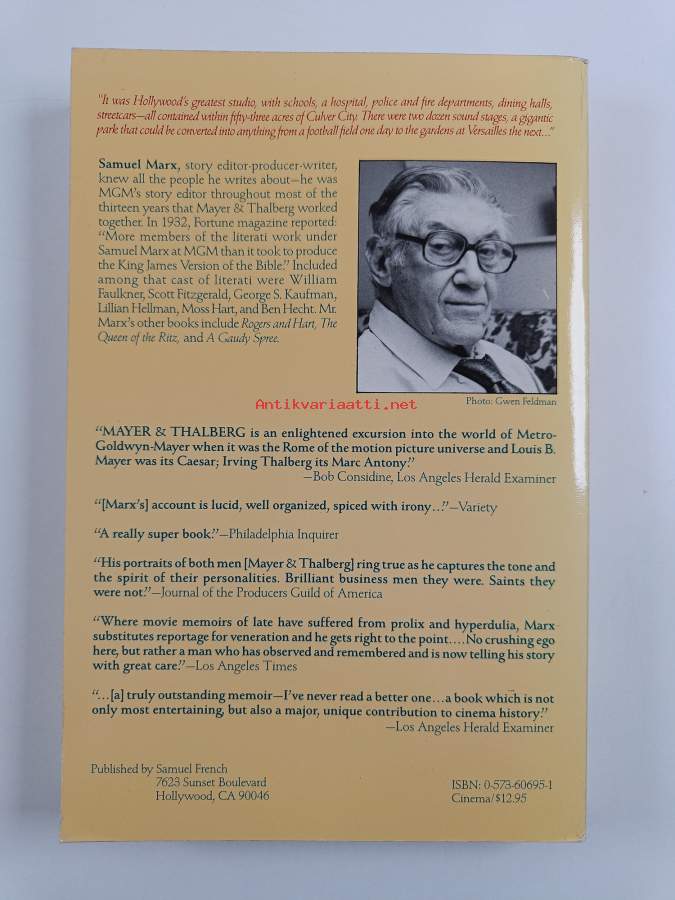 "It was Hollywood's greatest studio, with schools, a hospital, police and fire departments, dining halls,
streetcars—all contained within fifty-three acres of Culver City. There were two dozen sound stages, a gigantic
park that could be converted into anything from a football field one day to the gardens at Versailles the next..."
Samuel Marx, story editor-producer-writer,
knew all the people he writes about—he was
MGM's story editor throughout most of the
thirteen years that Mayer & Thalberg worked
together. In 1932, Fortune magazine reported:
"More members of the literati work under
Samuel Marx at MGM than it took to produce
the King James Version of the Bible." Included
among that cast of literati were William
Faulkner, Scott Fitzgerald, George S. Kaufman,
Lillian Hellman, Moss Hart, and Ben Hecht. Mr.
Marx's other books include Rogers and Hart, The
Queen of the Ritz, and A Gaudy Spree.
Antikvariaatti.net
Photo: Gwen Feldman
"MAYER & THALBERG is an enlightened excursion into the world of Metro-
Goldwyn-Mayer when it was the Rome of the motion picture universe and Louis B.
Mayer was its Caesar; Irving Thalberg its Marc Antony."
—Bob Considine, Los Angeles Herald Examiner
"[Marx's] account is lucid, well organized, spiced with irony..."—Variety
"A really super book."—Philadelphia Inquirer
"His portraits of both men [Mayer & Thalberg] ring true as he captures the tone and
the spirit of their personalities. Brilliant business men they were. Saints they
were not."—Journal of the Producers Guild of America
"Where movie memoirs of late have suffered from prolix and hyperdulia, Marx
substitutes reportage for veneration and he gets right to the point....No crushing ego
here, but rather a man who has observed and remembered and is now telling his story
with great care."—Los Angeles Times
"...[a] truly outstanding memoir—I've never read a better one...a book which is not
only most entertaining, but also a major, unique contribution to cinema history."
—Los Angeles Herald Examiner
Published by Samuel French
7623 Sunset Boulevard
Hollywood, CA 90046
ISBN: 0-573-60695-1
Cinema/$12.95